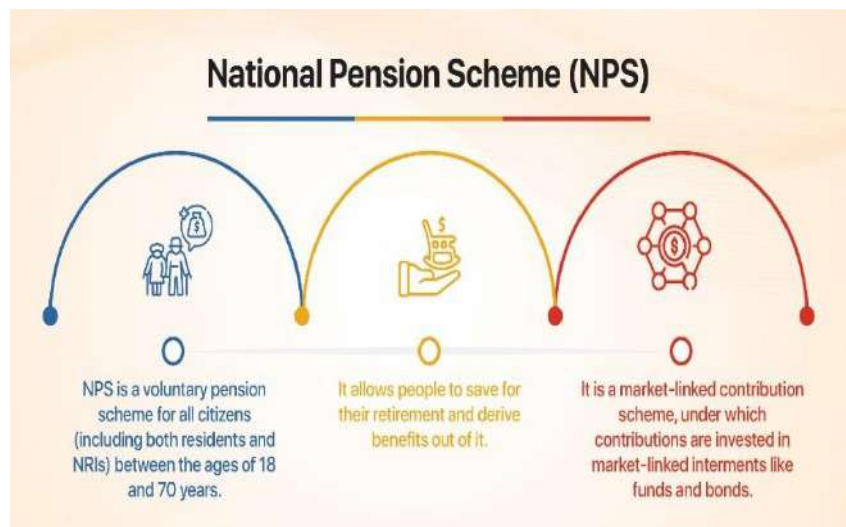 National Pension Scheme (NPS)
NPS is a voluntary pension
scheme for all citizens
(including both residents and
NRIs) between the ages of 18
and 70 years.
It allows people to save for
their retirement and derive
benefits out of it.
It is a market-linked contribution
scheme, under which
contributions are invested in
market-linked interments like
funds and bonds.